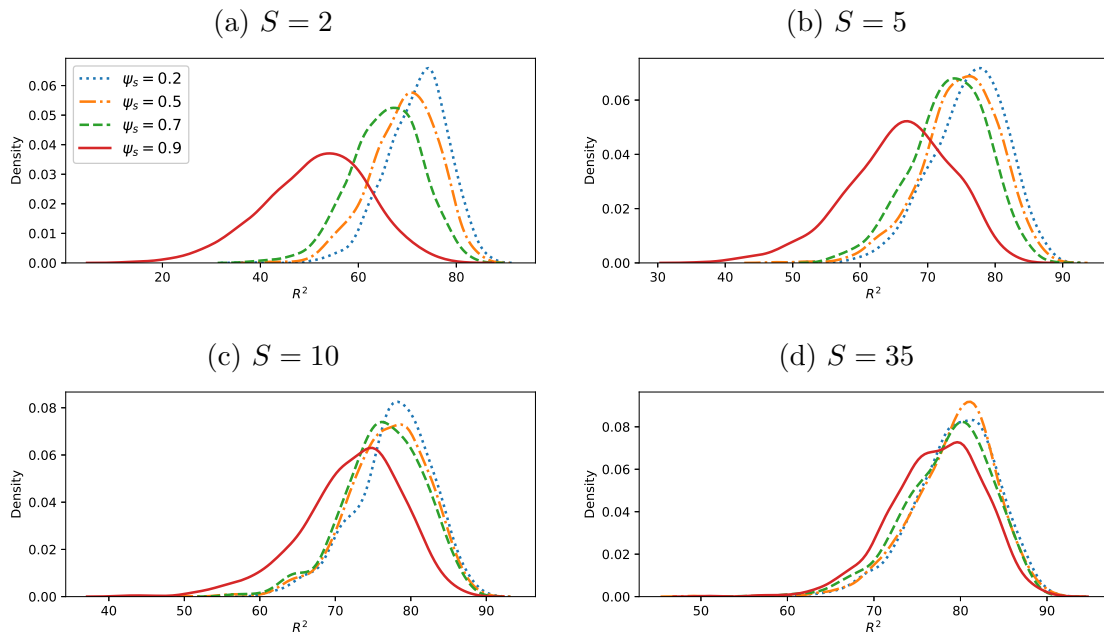 (a) S = 2
0.06
0.05
0.04
0.03
0.02
0.01
0.00
Density
ψₛ = 0.2
ψₛ = 0.5
ψₛ = 0.7
ψₛ = 0.9
20
40
60
80
R²
(b) S = 5
0.06
0.04
0.02
0.00
Density
30
40
50
60
70
80
90
R²
(c) S = 10
0.08
0.06
0.04
0.02
0.00
Density
40
50
60
70
80
90
R²
(d) S = 35
0.08
0.06
0.04
0.02
0.00
Density
50
60
70
80
90
R²